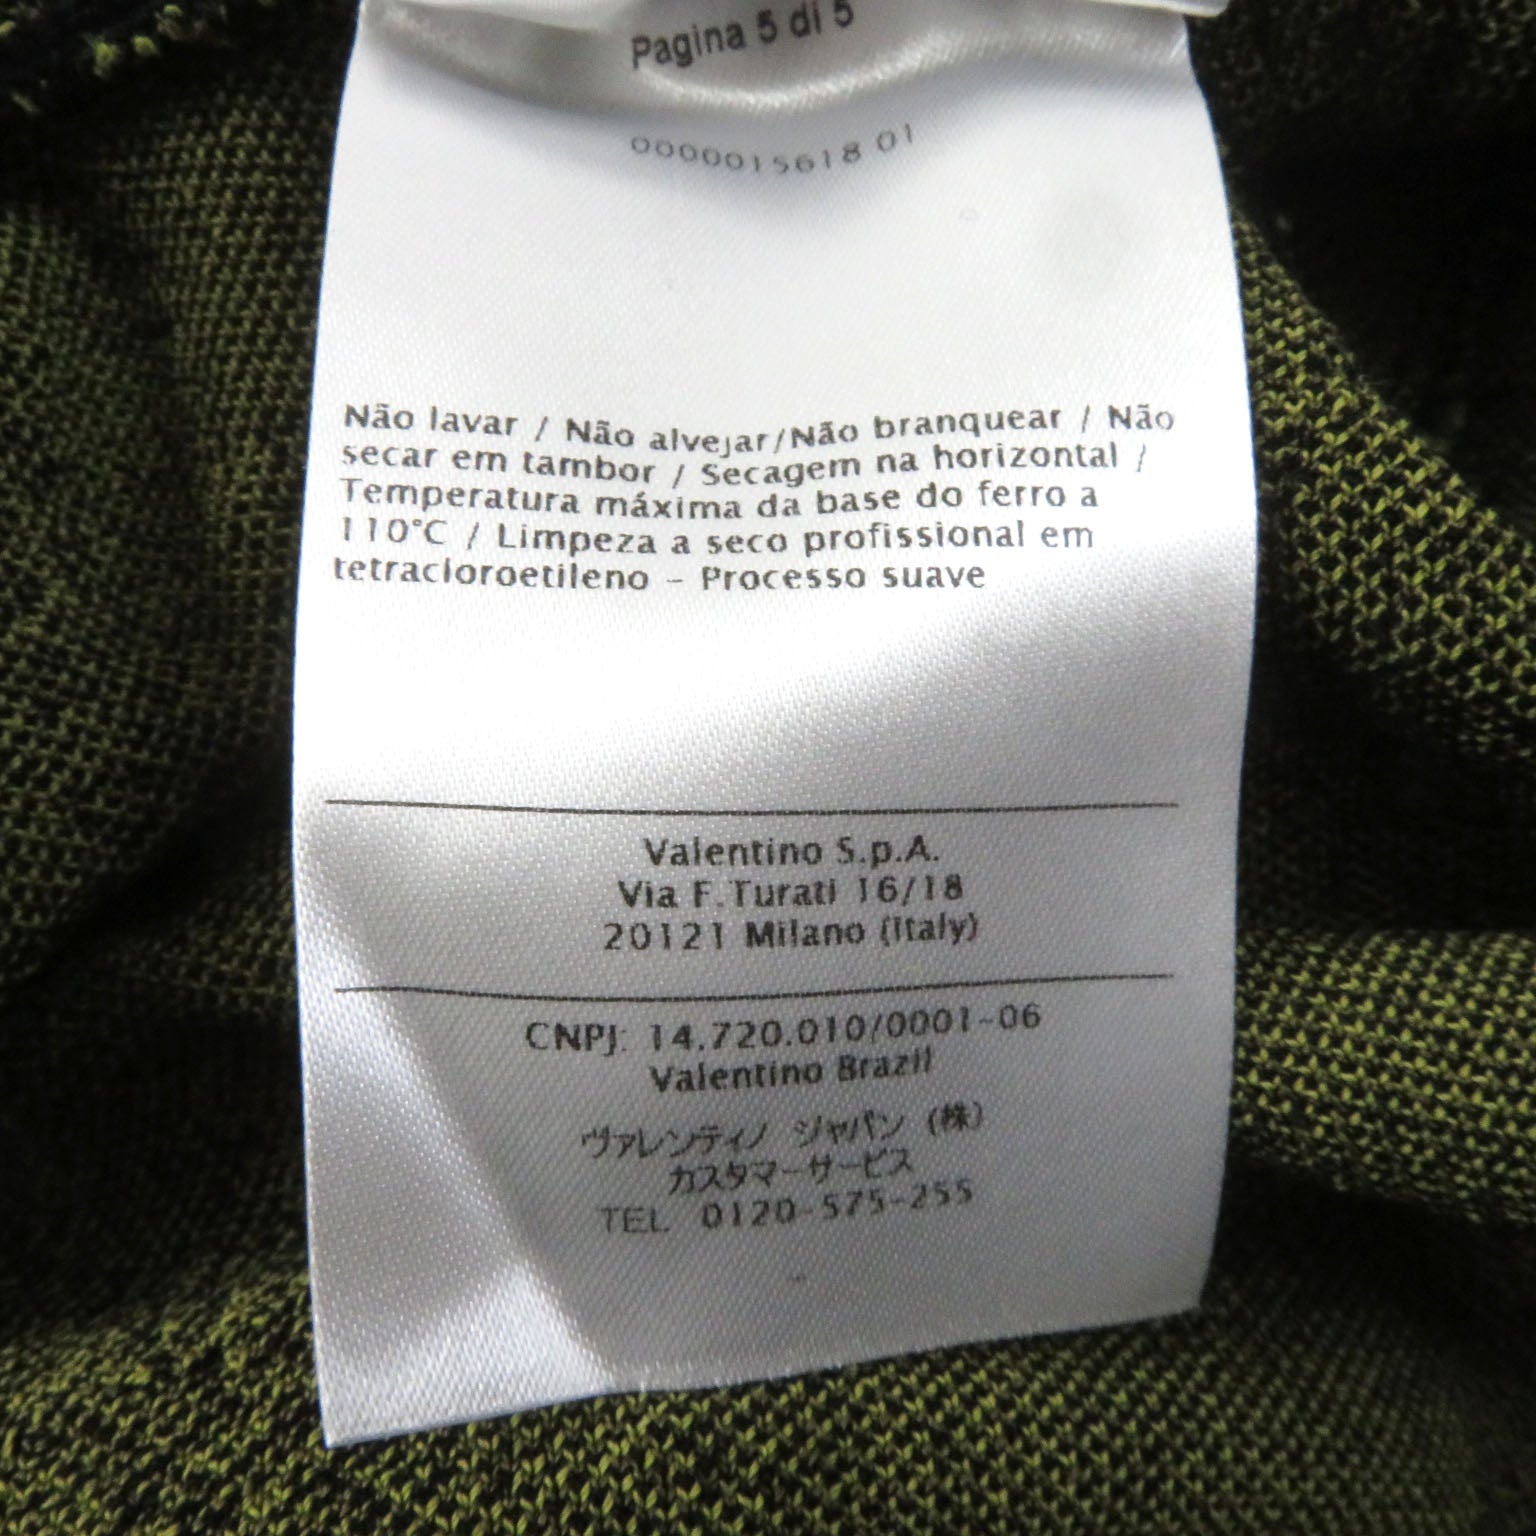 Pagina 5 di 5
0000015618 01
Não lavar / Não alvejar/Não branquear / Não
secar em tambor / Secagem na horizontal /
Temperatura máxima da base do ferro a
110°C / Limpeza a seco profissional em
tetracloroetileno - Processo suave
Valentino S.p.A.
Via F.Turati 16/18
20121 Milano (Italy)
CNPJ: 14.720.010/0001-06
Valentino Brazil
ヴァレンティノ ジャパン (株)
カスタマーサービス
TEL 0120-575-255